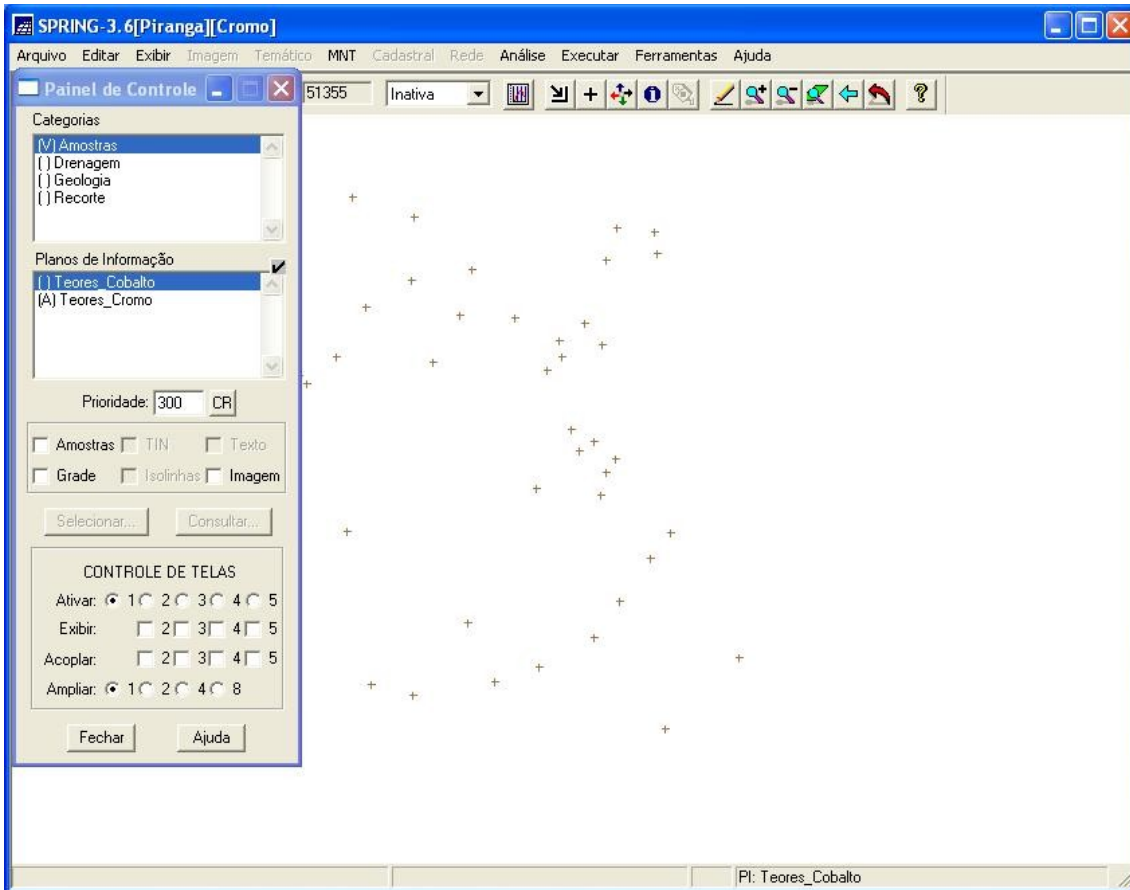 SPRING-3.6[Piranga][Cromo]
Arquivo Editar Exibir Imagem Temático MNT Cadastral Rede Análise Executar Ferramentas Ajuda
Painel de Controle
51355 Inativa
Categorias
(V) Amostras
( ) Drenagem
( ) Geologia
( ) Recorte
Planos de Informação
( ) Teores_Cobalto
(A) Teores_Cromo
Prioridade: 300 CR
Amostras TIN Texto
Grade Isolinhas Imagem
Selecionar... Consultar...
CONTROLE DE TELAS
Ativar: 1 2 3 4 5
Exibir: 2 3 4 5
Acoplar: 2 3 4 5
Ampliar: 1 2 4 8
Fechar Ajuda
PI: Teores_Cobalto